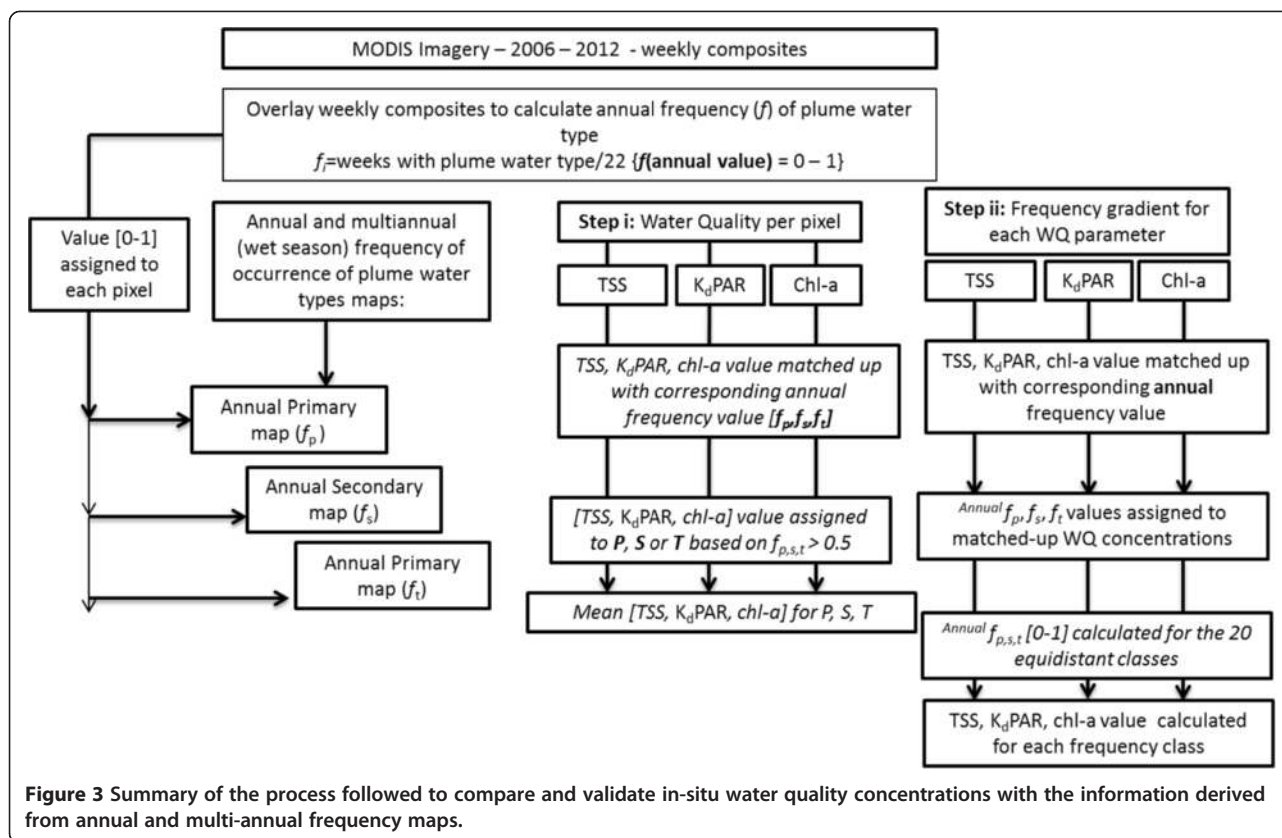 MODIS Imagery – 2006 – 2012 - weekly composites
Overlay weekly composites to calculate annual frequency (f) of plume water
type
fᵢ=weeks with plume water type/22 {f(annual value) = 0 – 1}
Value [0-1]
assigned to
each pixel
Annual and multiannual
(wet season) frequency of
occurrence of plume water
types maps:
Annual Primary
map (fₚ)
Annual Secondary
map (fₛ)
Annual Primary
map (fₜ)
Step i: Water Quality per pixel
TSS
KdPAR
Chl-a
TSS, KdPAR, chl-a value matched up
with corresponding annual
frequency value [fp,fs,ft]
[TSS, KdPAR, chl-a] value assigned
to P, S or T based on fp,s,t > 0.5
Mean [TSS, KdPAR, chl-a] for P, S, T
Step ii: Frequency gradient for
each WQ parameter
TSS
KdPAR
Chl-a
TSS, KdPAR, chl-a value matched up
with corresponding annual
frequency value
Annual fp, fs, ft values assigned to
matched-up WQ concentrations
Annual fp,s,t [0-1] calculated for the 20
equidistant classes
TSS, KdPAR, chl-a value calculated
for each frequency class
Figure 3 Summary of the process followed to compare and validate in-situ water quality concentrations with the information derived
from annual and multi-annual frequency maps.